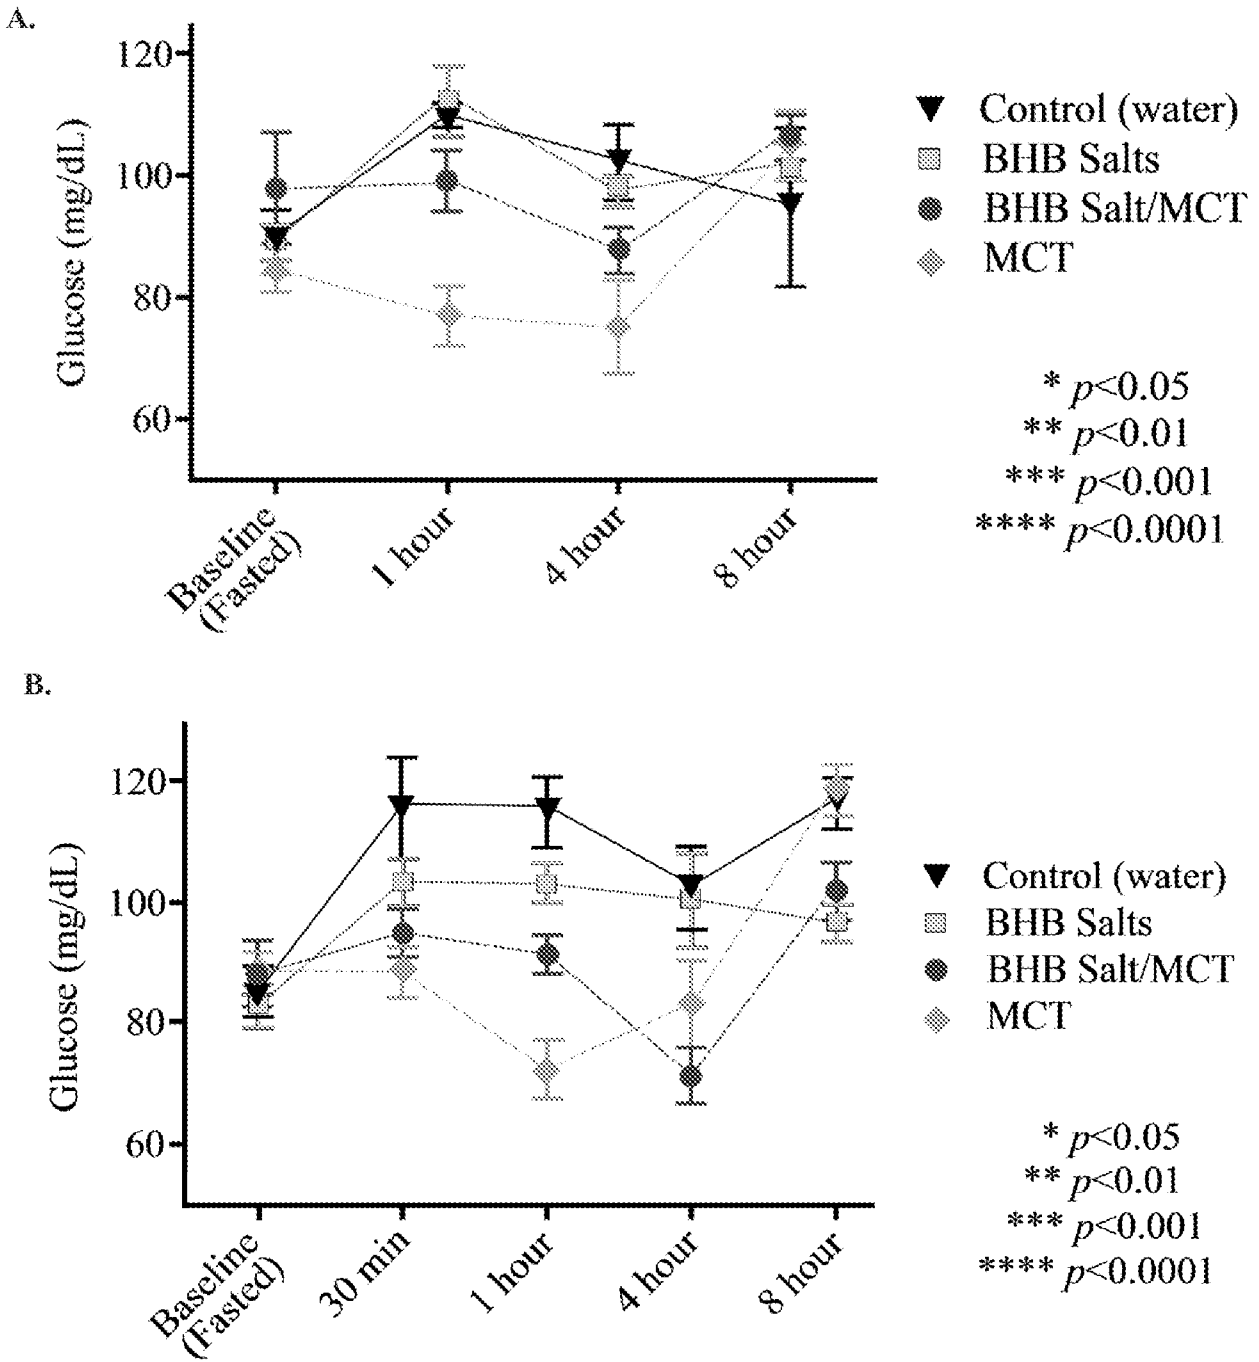 A.
120
100
80
60
Glucose (mg/dL)
Baseline
(Fasted)
1 hour
4 hour
8 hour
Control (water)
BHB Salts
BHB Salt/MCT
MCT
* p<0.05
** p<0.01
*** p<0.001
**** p<0.0001
B.
120
100
80
60
Glucose (mg/dL)
Baseline
(Fasted)
30 min
1 hour
4 hour
8 hour
Control (water)
BHB Salts
BHB Salt/MCT
MCT
* p<0.05
** p<0.01
*** p<0.001
**** p<0.0001